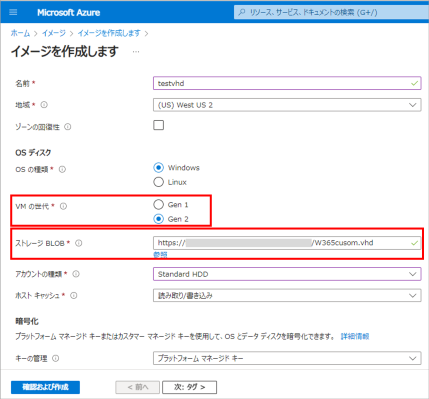 Microsoft Azure
リソース、サービス、ドキュメントの検索 (G+/)
ホーム > イメージ > イメージを作成します >
イメージを作成します ...
名前 * testvhd
地域 * (US) West US 2
ゾーンの回復性
OS ディスク
OS の種類 * Windows
Linux
VM の世代 * Gen 1
Gen 2
ストレージ BLOB * https:// /W365cusom.vhd
参照
アカウントの種類 * Standard HDD
ホスト キャッシュ * 読み取り/書き込み
暗号化
プラットフォーム マネージド キーまたはカスタマー マネージド キーを使用して、OS とデータ ディスクを暗号化できます。 詳細情報
キーの管理 プラットフォーム マネージド キー
確認および作成 < 前へ 次: タグ >